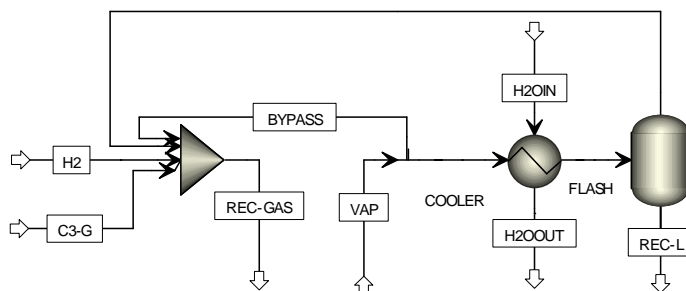 H2OIN
BYPASS
H2
REC-GAS
VAP
COOLER
FLASH
C3-G
H2OOUT
REC-L